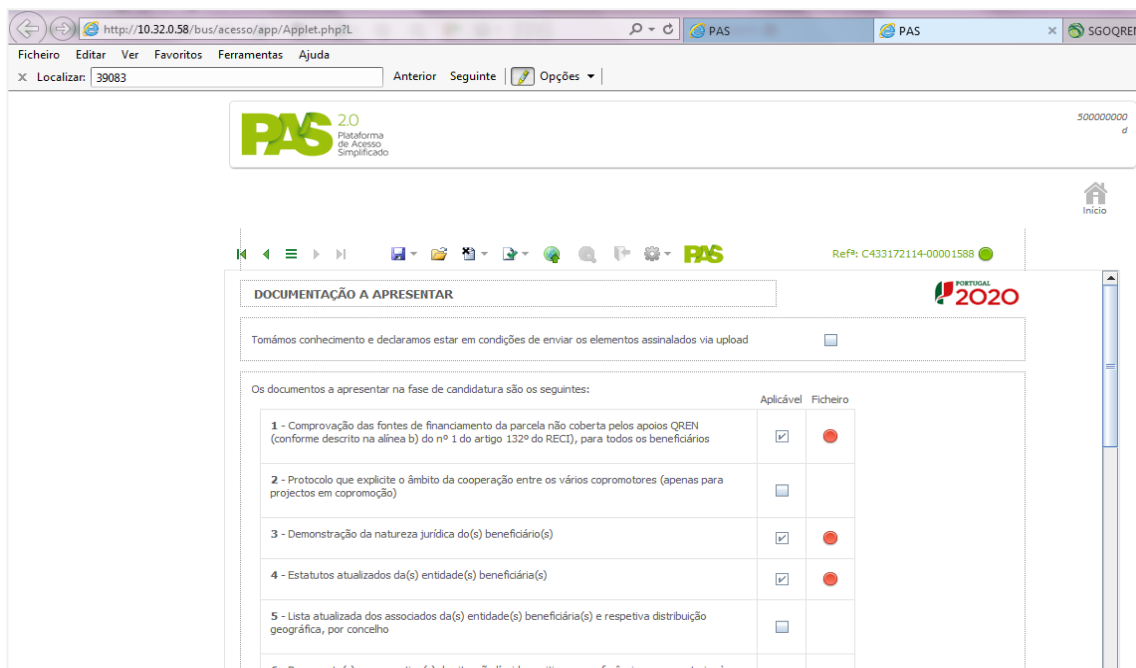 http://10.32.0.58/bus/acesso/app/Applet.php?L
PAS
PAS
SGOQREN
Ficheiro Editar Ver Favoritos Ferramentas Ajuda
x Localizar: 39083 Anterior Seguinte Opções
PAS 2.0
Plataforma
de Acesso
Simplificado
500000000
d
Início
PAS
Refª: C433172114-00001588
DOCUMENTAÇÃO A APRESENTAR
PORTUGAL
2020
Tomámos conhecimento e declaramos estar em condições de enviar os elementos assinalados via upload
Os documentos a apresentar na fase de candidatura são os seguintes:
Aplicável Ficheiro
1 - Comprovação das fontes de financiamento da parcela não coberta pelos apoios QREN
(conforme descrito na alínea b) do nº 1 do artigo 132º do RECI), para todos os beneficiários
2 - Protocolo que explicite o âmbito da cooperação entre os vários copromotores (apenas para
projectos em copromoção)
3 - Demonstração da natureza jurídica do(s) beneficiário(s)
4 - Estatutos atualizados da(s) entidade(s) beneficiária(s)
5 - Lista atualizada dos associados da(s) entidade(s) beneficiária(s) e respetiva distribuição
geográfica, por concelho